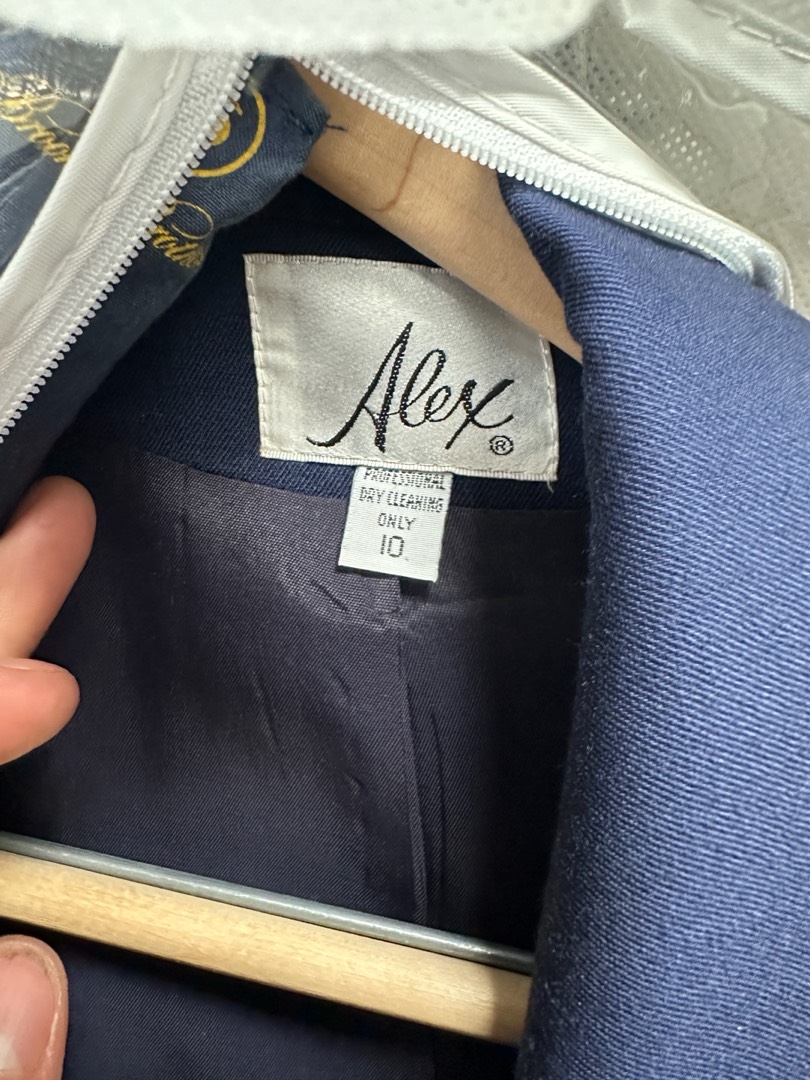 Alex
®
PROFESSIONAL
DRY CLEANING
ONLY
10